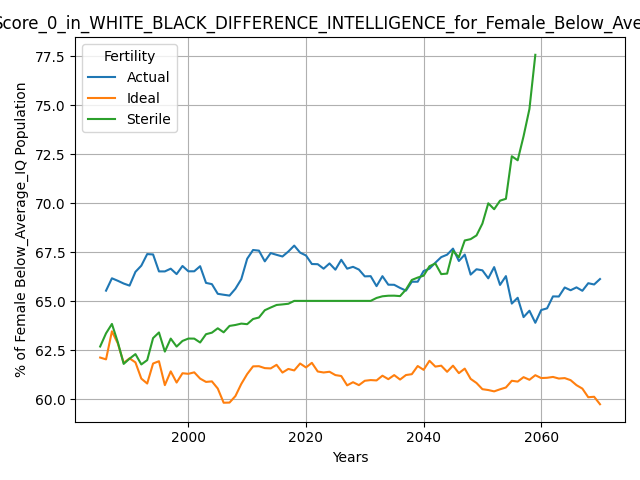 Score_0_in_WHITE_BLACK_DIFFERENCE_INTELLIGENCE_for_Female_Below_Ave
Fertility
Actual
Ideal
Sterile
77.5
75.0
72.5
70.0
67.5
65.0
62.5
60.0
% of Female Below_Average_IQ Population
2000
2020
2040
2060
Years